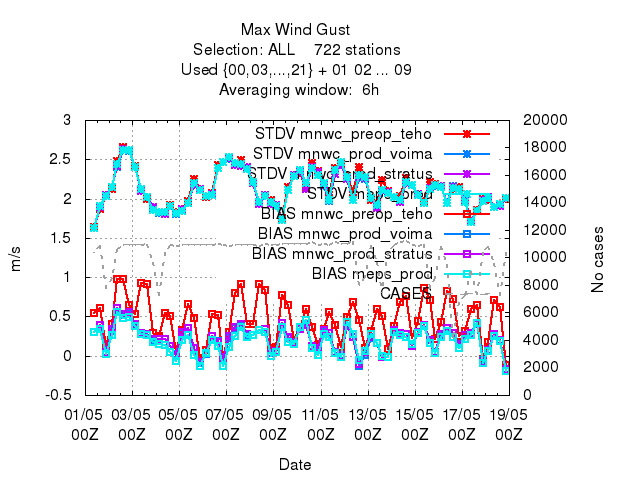 Max Wind Gust
Selection: ALL 722 stations
Used {00,03,...,21} + 01 02 ... 09
Averaging window: 6h
3
2.5
2
1.5
1
0.5
0
-0.5
m/s
20000
18000
16000
14000
12000
10000
8000
6000
4000
2000
0
No cases
STDV mnwc_preop_teho
STDV mnwc_prod_voima
STDV mnwc_prod_stratus
STDV meps_prod
BIAS mnwc_preop_teho
BIAS mnwc_prod_voima
BIAS mnwc_prod_stratus
BIAS meps_prod
CASES
01/05 03/05 05/05 07/05 09/05 11/05 13/05 15/05 17/05 19/05
00Z 00Z 00Z 00Z 00Z 00Z 00Z 00Z 00Z 00Z
Date